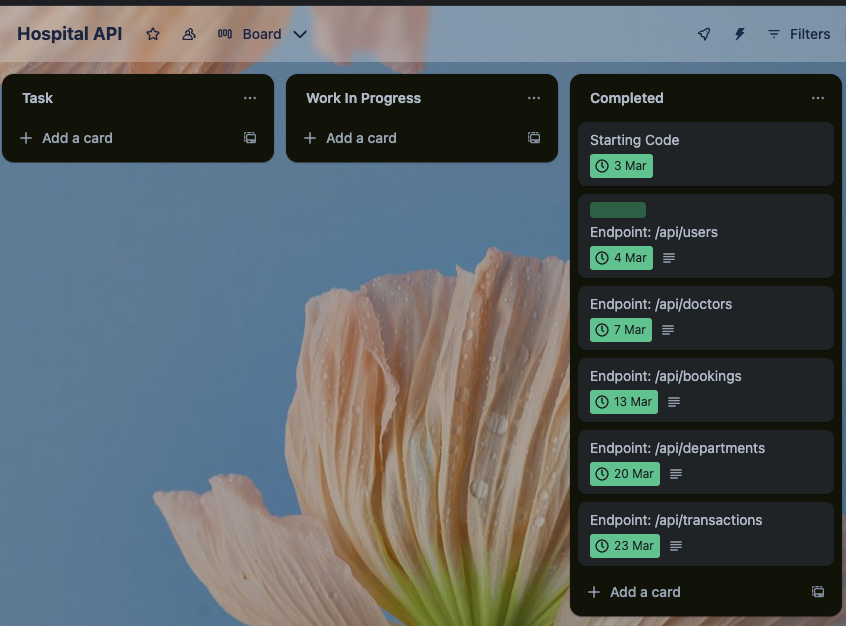 Hospital API
Board
Filters
Task
Add a card
Work In Progress
Add a card
Completed
Starting Code
3 Mar
Endpoint: /api/users
4 Mar
Endpoint: /api/doctors
7 Mar
Endpoint: /api/bookings
13 Mar
Endpoint: /api/departments
20 Mar
Endpoint: /api/transactions
23 Mar
Add a card